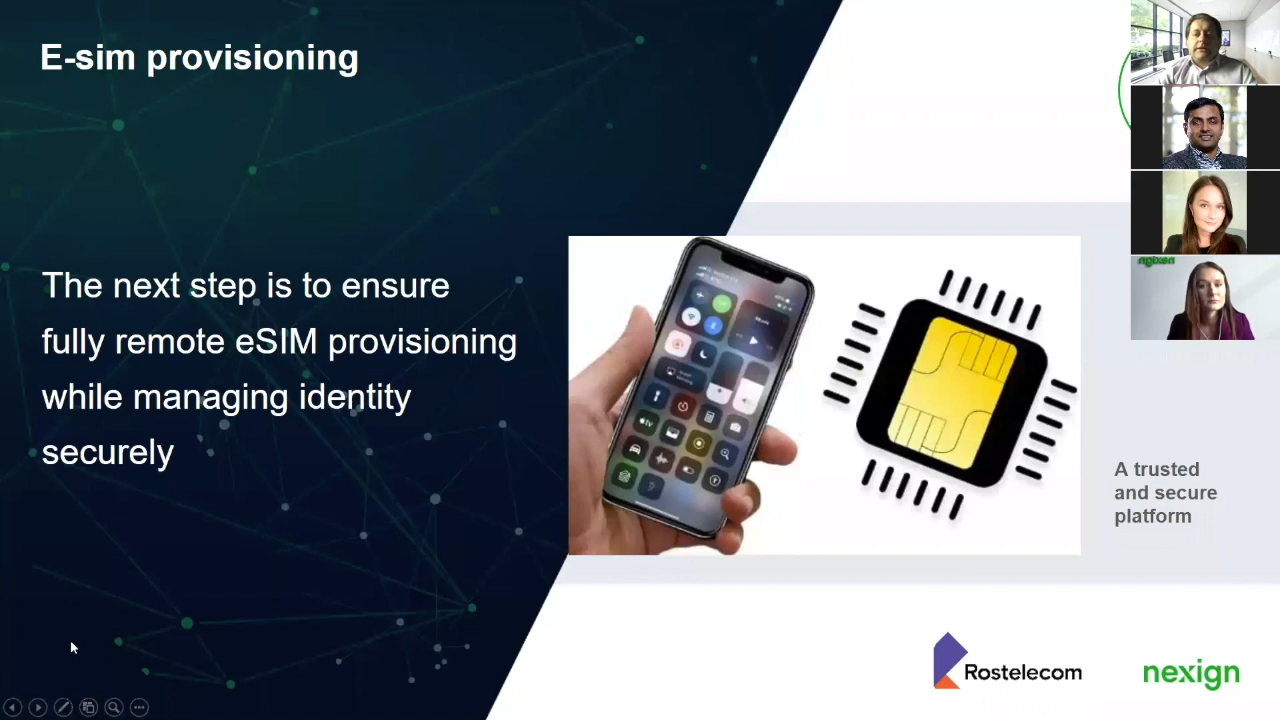 E-sim provisioning
The next step is to ensure
fully remote eSIM provisioning
while managing identity
securely
A trusted
and secure
platform
Rostelecom
nexign